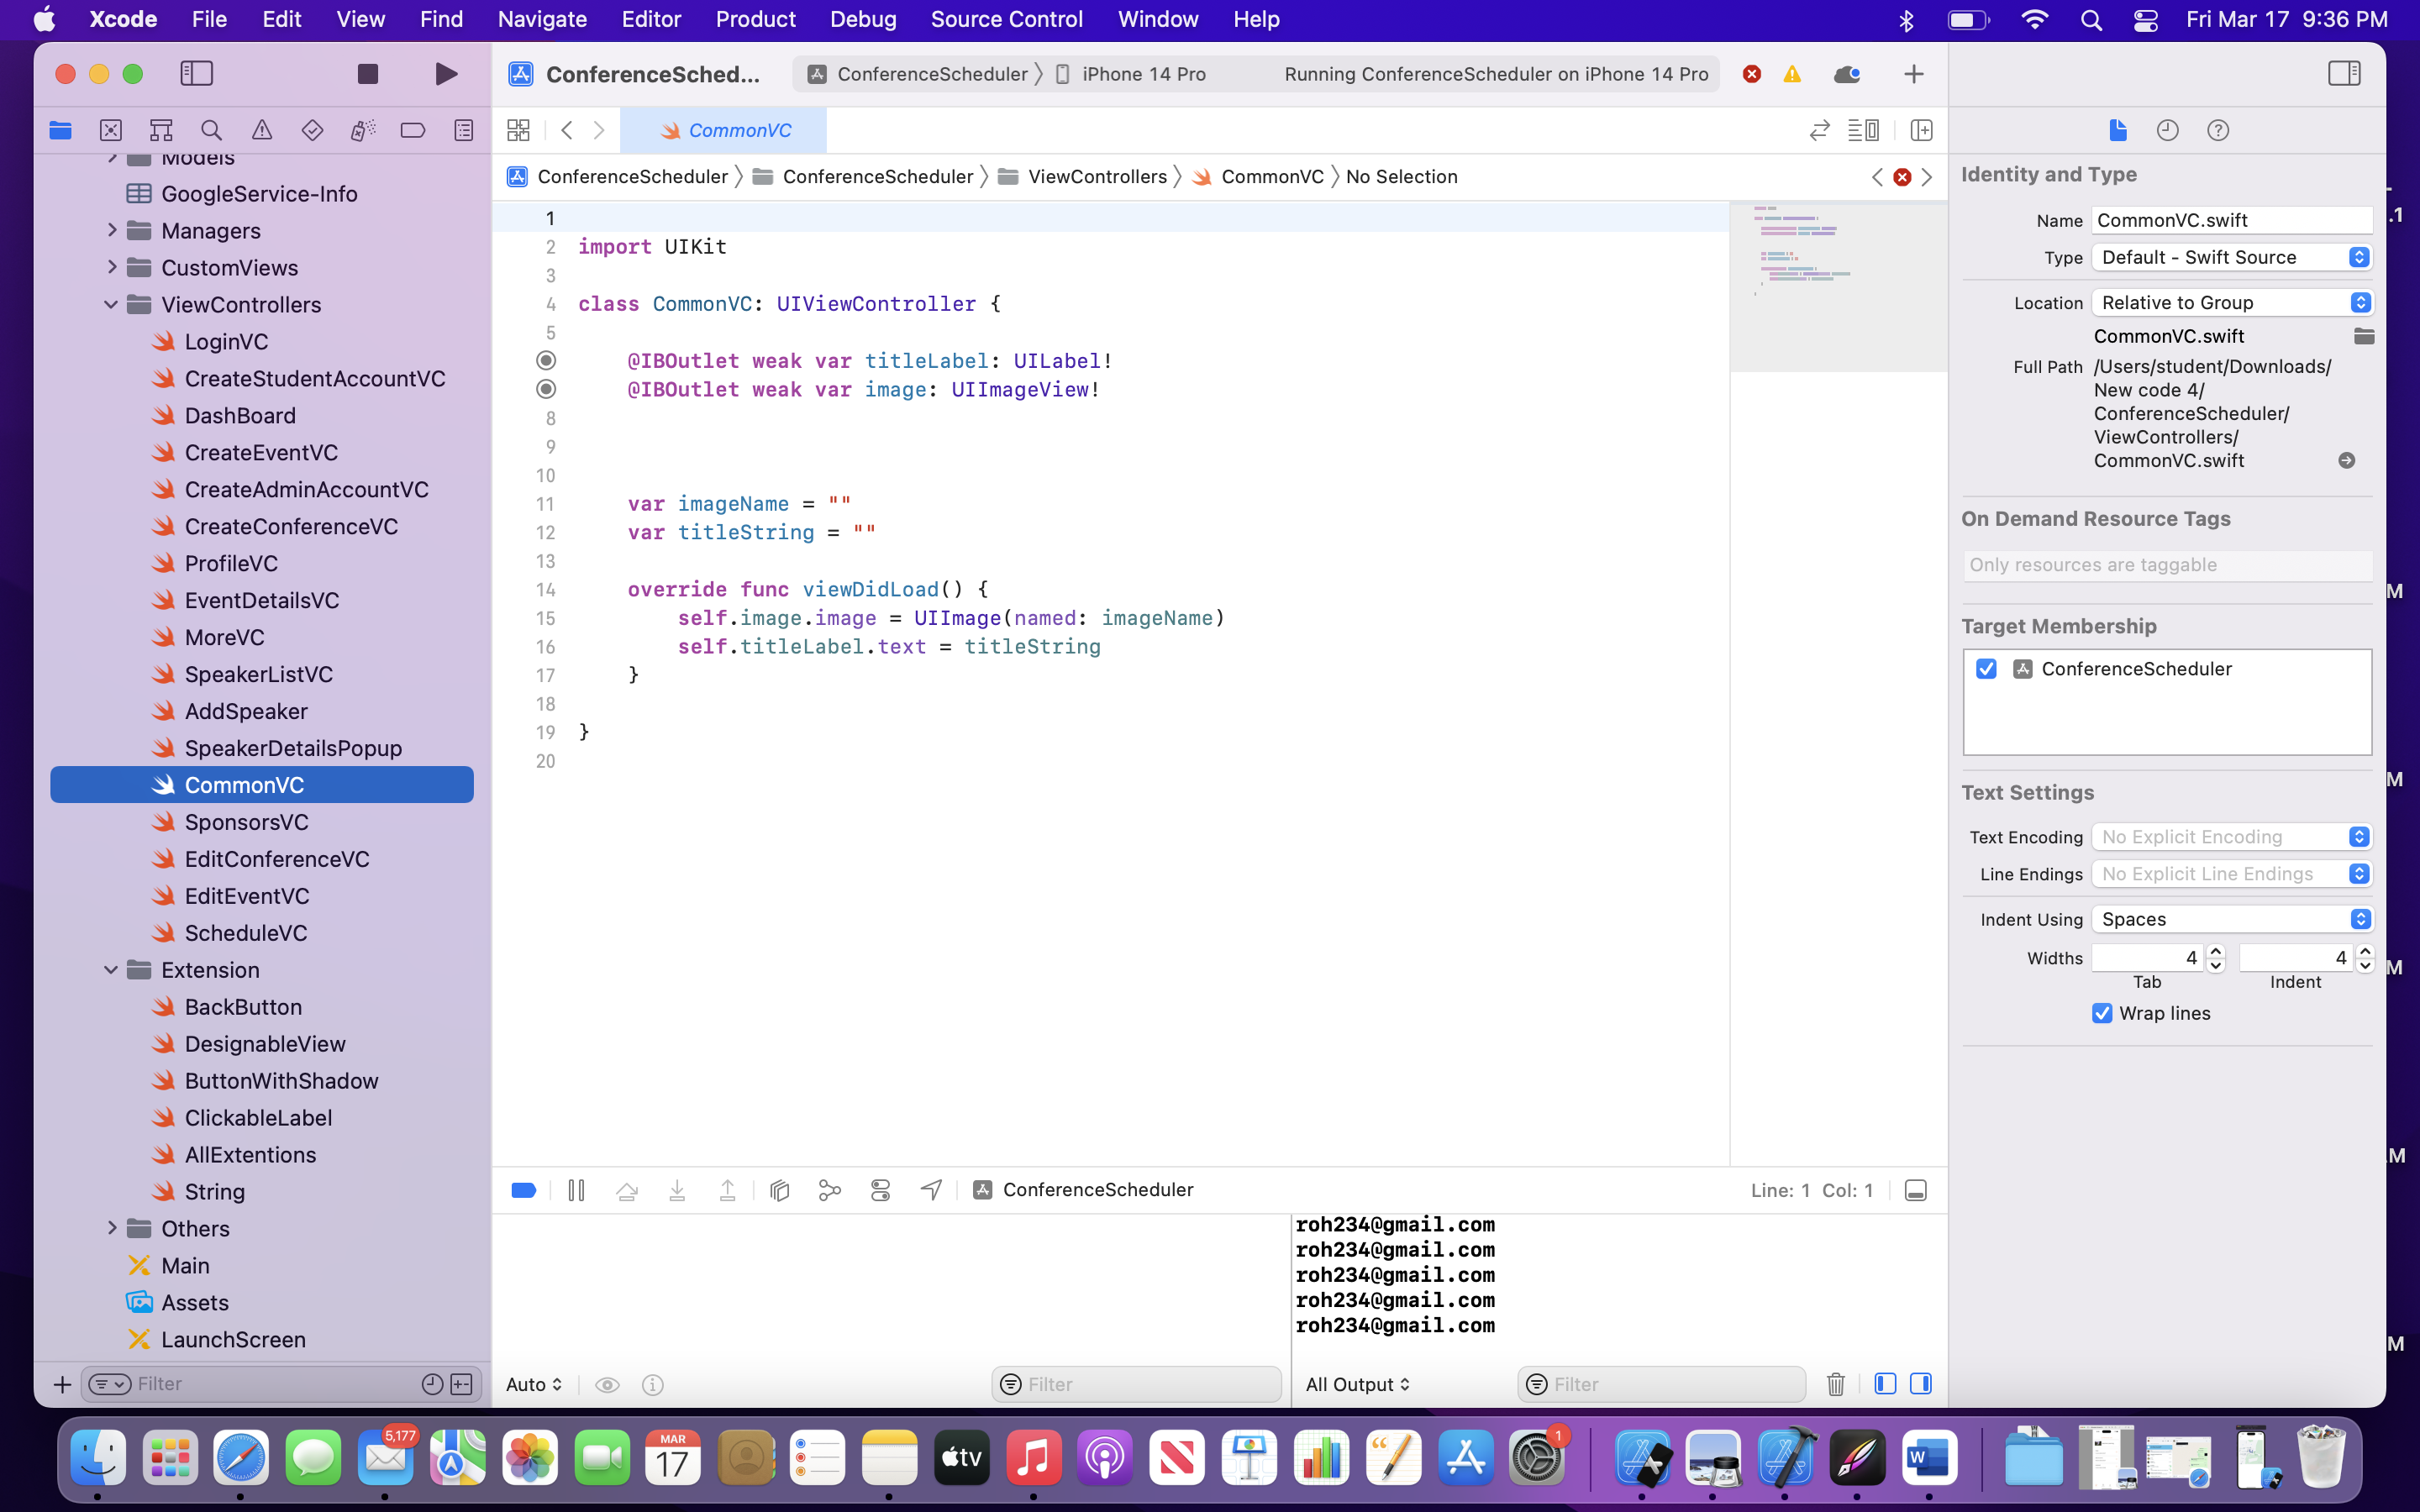 Xcode File Edit View Find Navigate Editor Product Debug Source Control Window Help Fri Mar 17 9:36 PM
ConferenceSched... ConferenceScheduler iPhone 14 Pro Running ConferenceScheduler on iPhone 14 Pro
CommonVC
ConferenceScheduler ConferenceScheduler ViewControllers CommonVC No Selection
Models
GoogleService-Info
Managers
CustomViews
ViewControllers
LoginVC
CreateStudentAccountVC
DashBoard
CreateEventVC
CreateAdminAccountVC
CreateConferenceVC
ProfileVC
EventDetailsVC
MoreVC
SpeakerListVC
AddSpeaker
SpeakerDetailsPopup
CommonVC
SponsorsVC
EditConferenceVC
EditEventVC
ScheduleVC
Extension
BackButton
DesignableView
ButtonWithShadow
ClickableLabel
AllExtentions
String
Others
Main
Assets
LaunchScreen
Filter
1
2 import UIKit
3
4 class CommonVC: UIViewController {
5
@IBOutlet weak var titleLabel: UILabel!
@IBOutlet weak var image: UIImageView!
8
9
10
11 var imageName = ""
12 var titleString = ""
13
14 override func viewDidLoad() {
15 self.image.image = UIImage(named: imageName)
16 self.titleLabel.text = titleString
17 }
18
19 }
20
ConferenceScheduler Line: 1 Col: 1
roh234@gmail.com
roh234@gmail.com
roh234@gmail.com
roh234@gmail.com
roh234@gmail.com
Auto Filter All Output Filter
Identity and Type
Name CommonVC.swift
Type Default - Swift Source
Location Relative to Group
CommonVC.swift
Full Path /Users/student/Downloads/
New code 4/
ConferenceScheduler/
ViewControllers/
CommonVC.swift
On Demand Resource Tags
Only resources are taggable
Target Membership
ConferenceScheduler
Text Settings
Text Encoding No Explicit Encoding
Line Endings No Explicit Line Endings
Indent Using Spaces
Widths 4 4
Tab Indent
Wrap lines
.1
M
M
M
M
M
5,177
MAR
17
tv
1
W